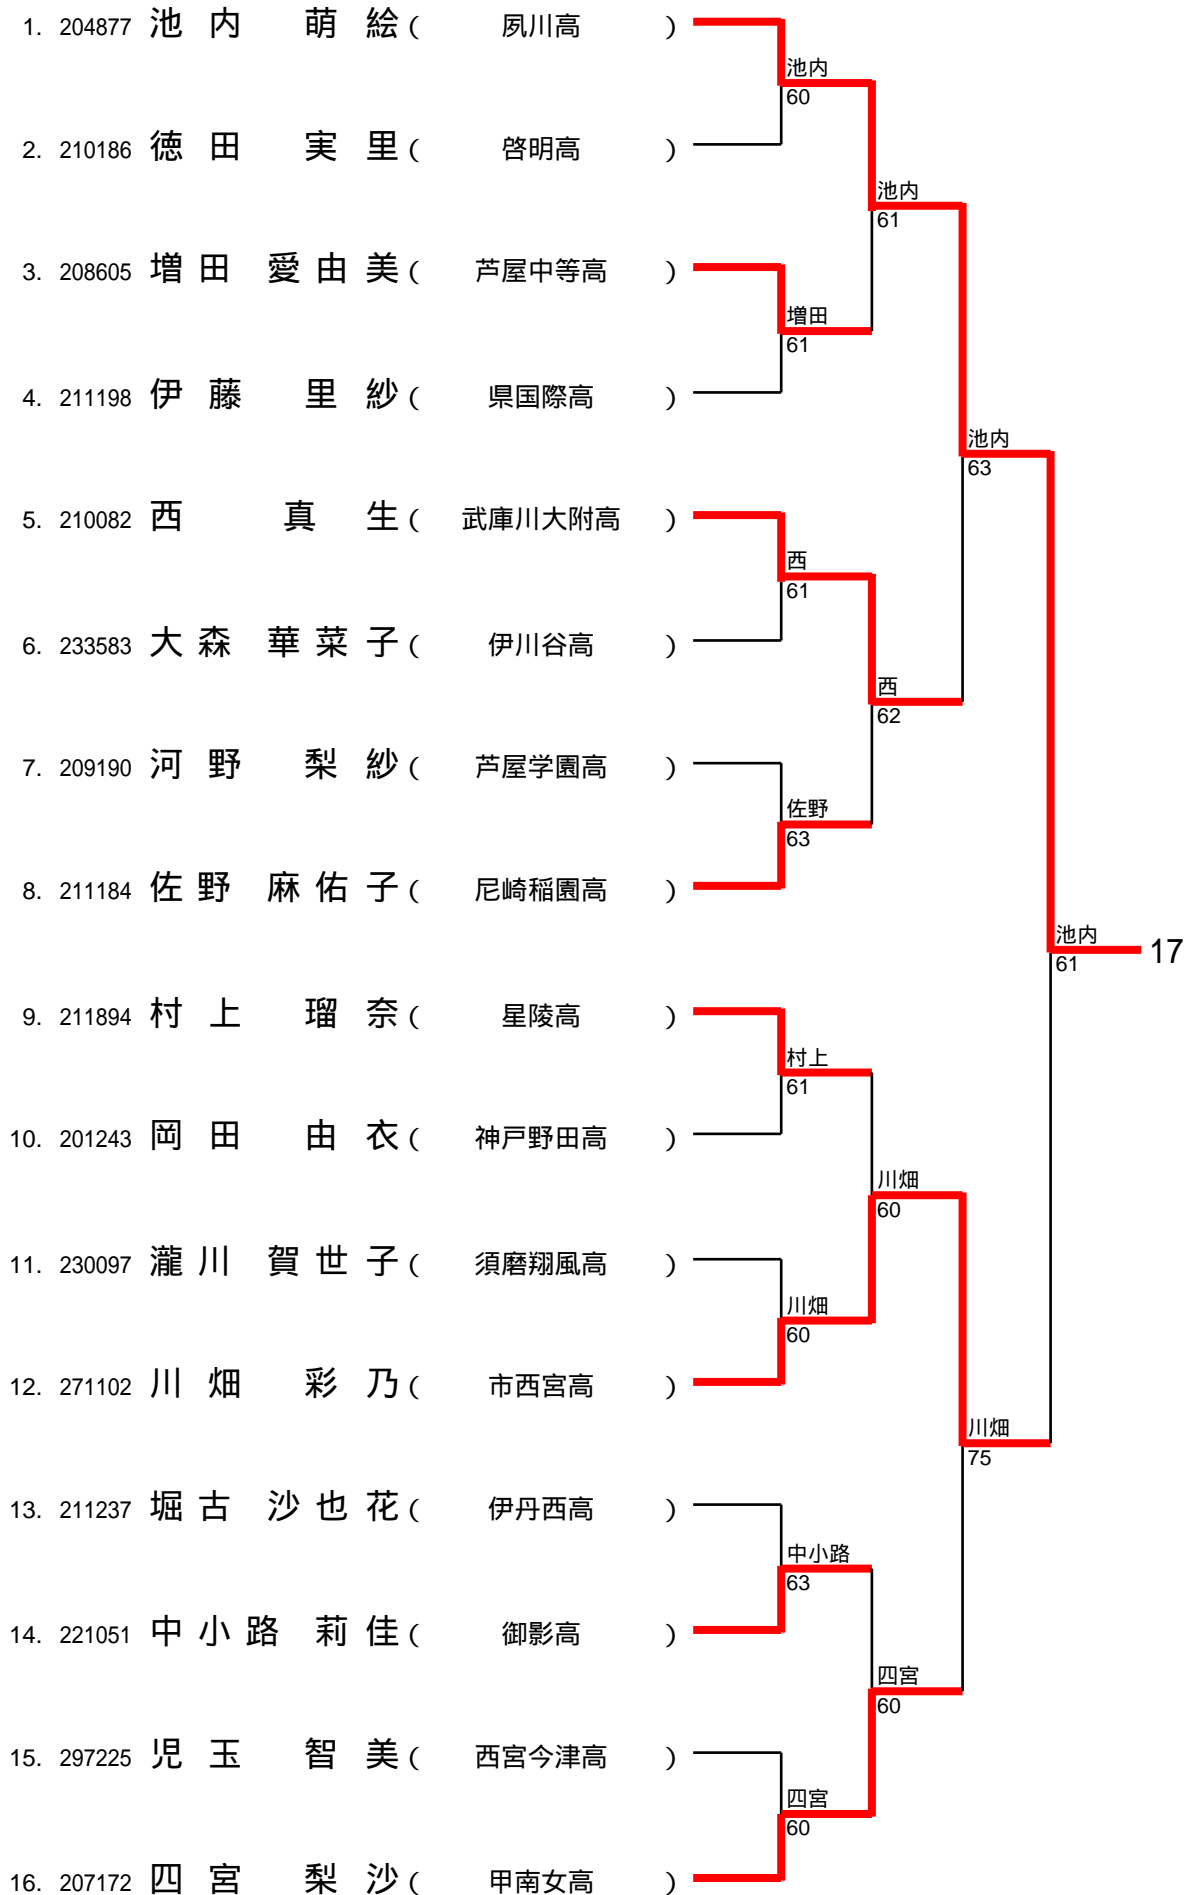 1. 204877 池内 萌絵 ( 夙川高 )
池内
60
2. 210186 徳田 実里 ( 啓明高 )
池内
61
3. 208605 増田 愛由美 ( 芦屋中等高 )
増田
61
4. 211198 伊藤 里紗 ( 県国際高 )
池内
63
5. 210082 西 真生 ( 武庫川大附高 )
西
61
6. 233583 大森 華菜子 ( 伊川谷高 )
西
62
7. 209190 河野 梨紗 ( 芦屋学園高 )
佐野
63
8. 211184 佐野 麻佑子 ( 尼崎稲園高 )
池内
61
17
9. 211894 村上 瑠奈 ( 星陵高 )
村上
61
10. 201243 岡田 由衣 ( 神戸野田高 )
川畑
60
11. 230097 瀧川 賀世子 ( 須磨翔風高 )
川畑
60
12. 271102 川畑 彩乃 ( 市西宮高 )
川畑
75
13. 211237 堀古 沙也花 ( 伊丹西高 )
中小路
63
14. 221051 中小路 莉佳 ( 御影高 )
四宮
60
15. 297225 児玉 智美 ( 西宮今津高 )
四宮
60
16. 207172 四宮 梨沙 ( 甲南女高 )